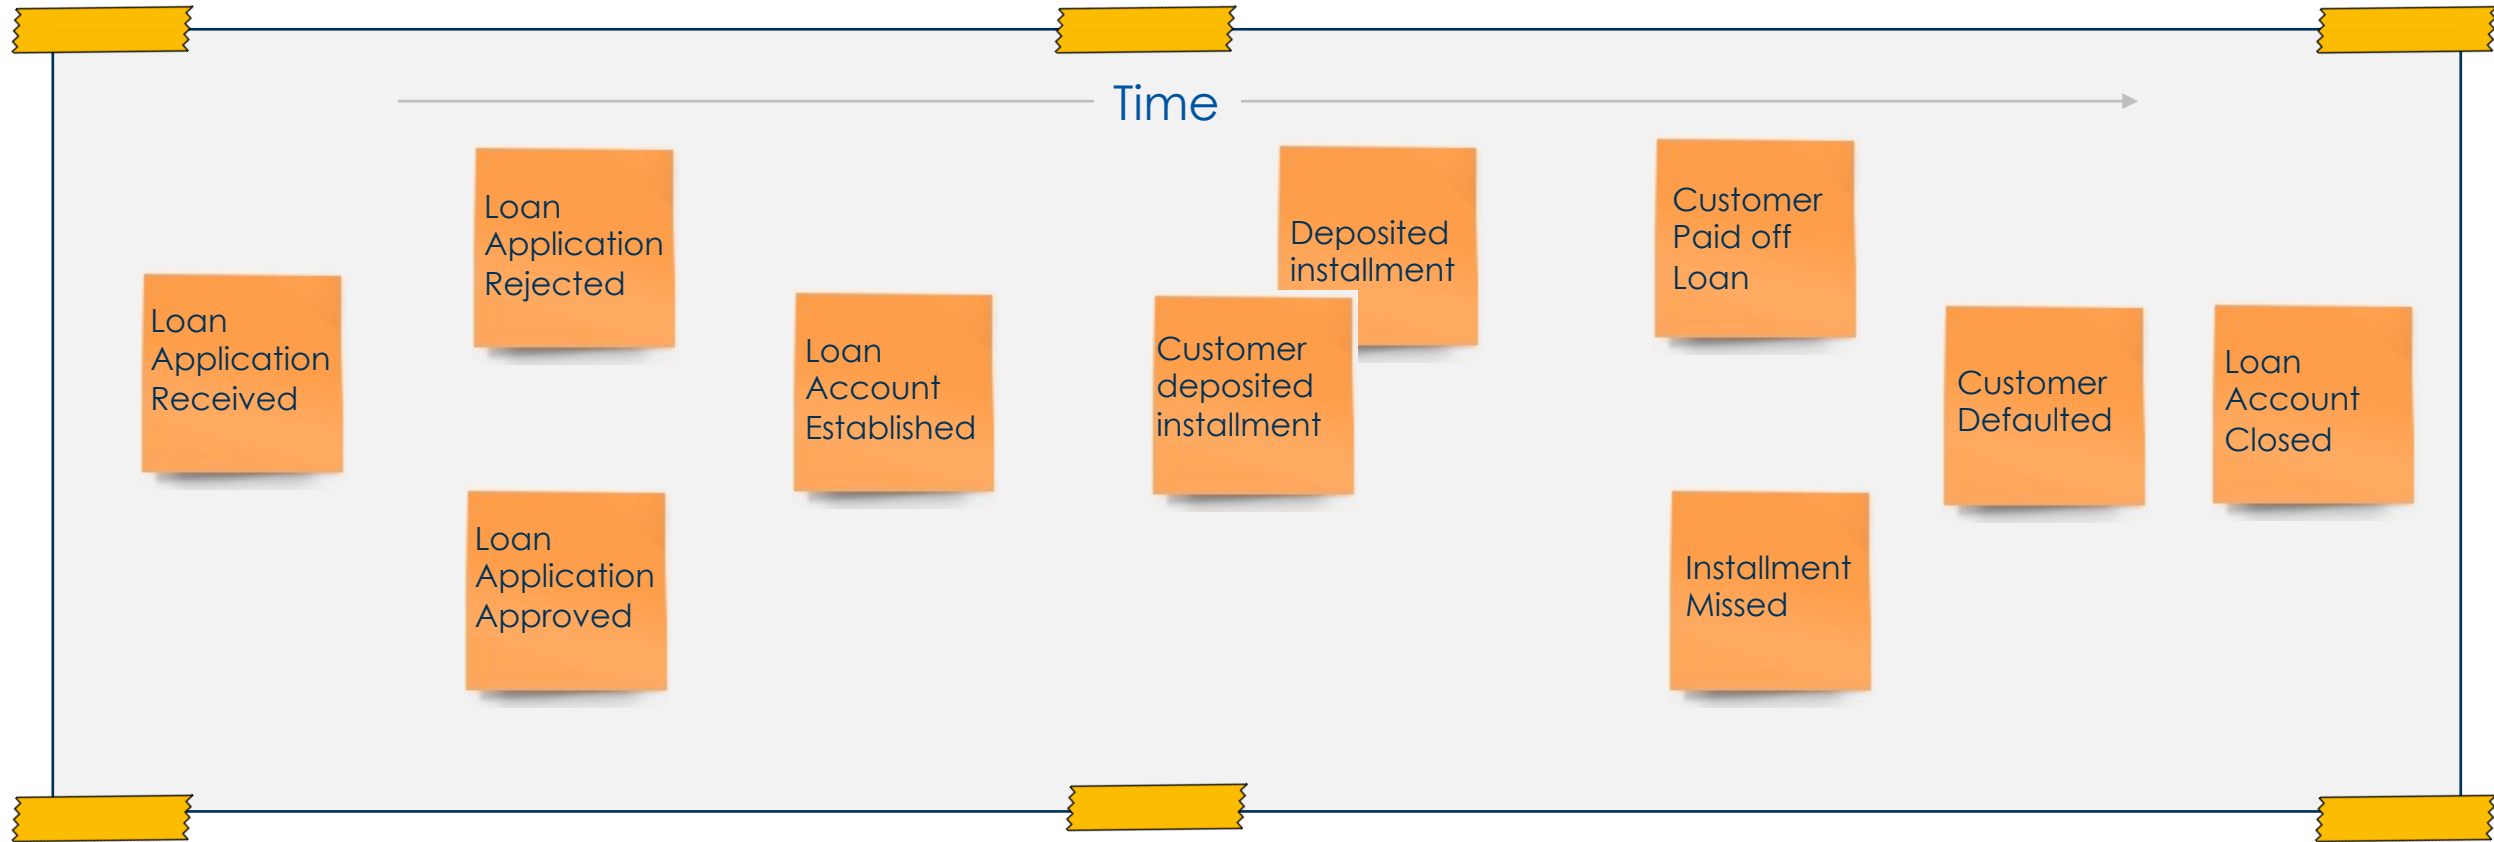 Time
Loan
Application
Received
Loan
Application
Rejected
Loan
Application
Approved
Loan
Account
Established
Customer
deposited
installment
Deposited
installment
Customer
Paid off
Loan
Installment
Missed
Customer
Defaulted
Loan
Account
Closed